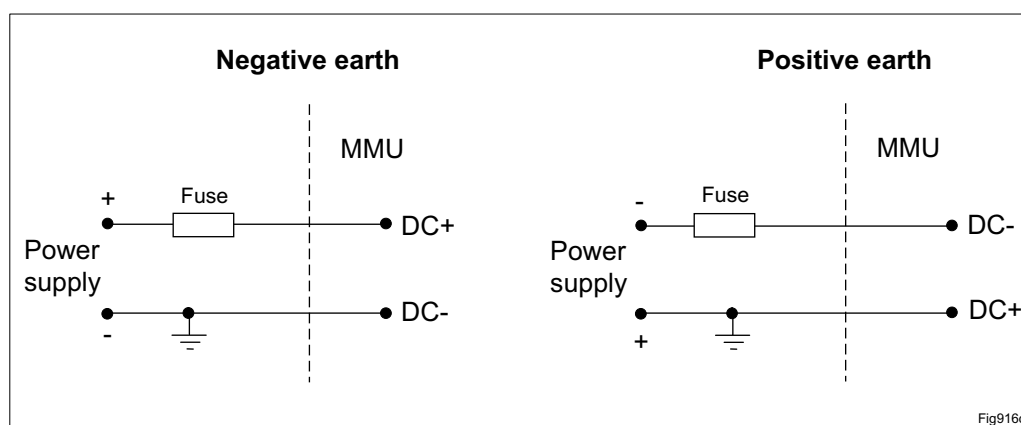 Negative earth
MMU
+
Fuse
DC+
Power
supply
DC-
-
Positive earth
MMU
-
Fuse
DC-
Power
supply
DC+
+